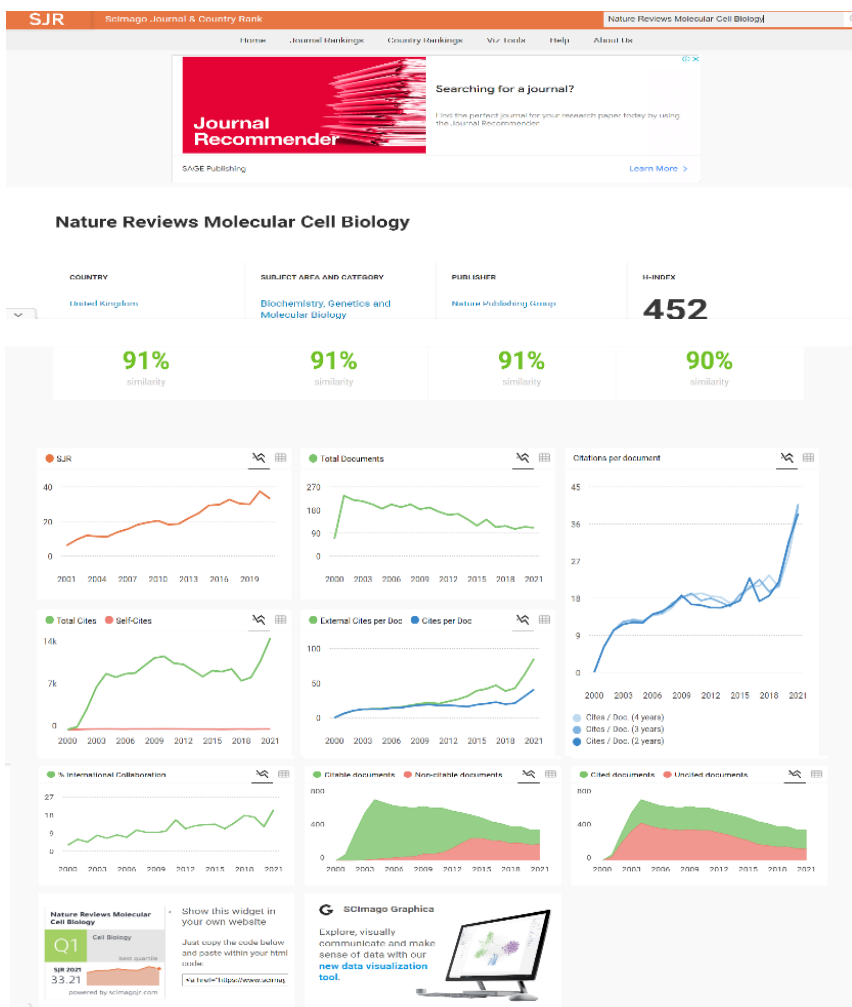 SJR
Scimago Journal & Country Rank
Nature Reviews Molecular Cell Biology
Home Journal Rankings Country Rankings Viz Tools Help About Us
Journal
Recommender
Searching for a journal?
Find the perfect journal for your research paper today by using
the Journal Recommender.
SAGE Publishing
Learn More >
Nature Reviews Molecular Cell Biology
COUNTRY
United Kingdom
SUBJECT AREA AND CATEGORY
Biochemistry, Genetics and
Molecular Biology
PUBLISHER
Nature Publishing Group
H-INDEX
452
91%
similarity
91%
similarity
91%
similarity
90%
similarity
SJR
40
20
0
2001 2004 2007 2010 2013 2016 2019
Total Documents
270
180
90
0
2000 2003 2006 2009 2012 2015 2018 2021
Citations per document
45
36
27
18
9
0
2000 2003 2006 2009 2012 2015 2018 2021
Cites / Doc. (4 years)
Cites / Doc. (3 years)
Cites / Doc. (2 years)
Total Cites Self-Cites
14k
7k
0
2000 2003 2006 2009 2012 2015 2018 2021
External Cites per Doc Cites per Doc
100
50
0
2000 2003 2006 2009 2012 2015 2018 2021
% International Collaboration
27
18
9
0
2000 2003 2006 2009 2012 2015 2018 2021
Citable documents Non-citable documents
800
400
0
2000 2003 2006 2009 2012 2015 2018 2021
Cited documents Uncited documents
800
400
0
2000 2003 2006 2009 2012 2015 2018 2021
Nature Reviews Molecular
Cell Biology
Q1
Cell Biology
best quartile
SJR 2021
33.21
powered by scimagojr.com
Show this widget in
your own website
Just copy the code below
and paste within your html
code:
<a href="https://www.scimag
G SCImago Graphica
Explore, visually
communicate and make
sense of data with our
new data visualization
tool.